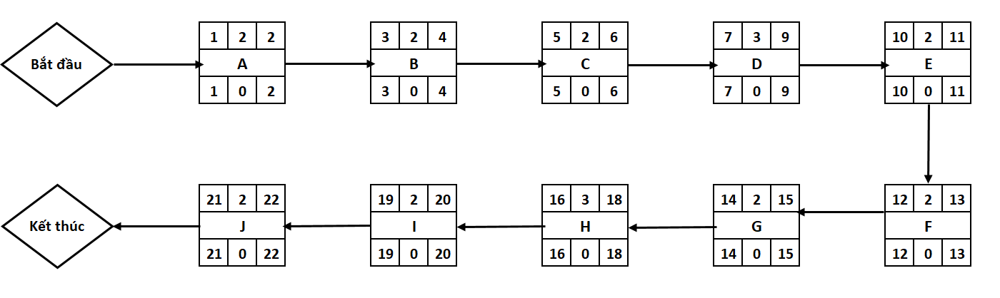 1 2 2 3 2 4 5 2 6 7 3 9 10 2 11
Bắt đầu A B C D E
1 0 2 3 0 4 5 0 6 7 0 9 10 0 11
21 2 22 19 2 20 16 3 18 14 2 15 12 2 13
Kết thúc J I H G F
21 0 22 19 0 20 16 0 18 14 0 15 12 0 13